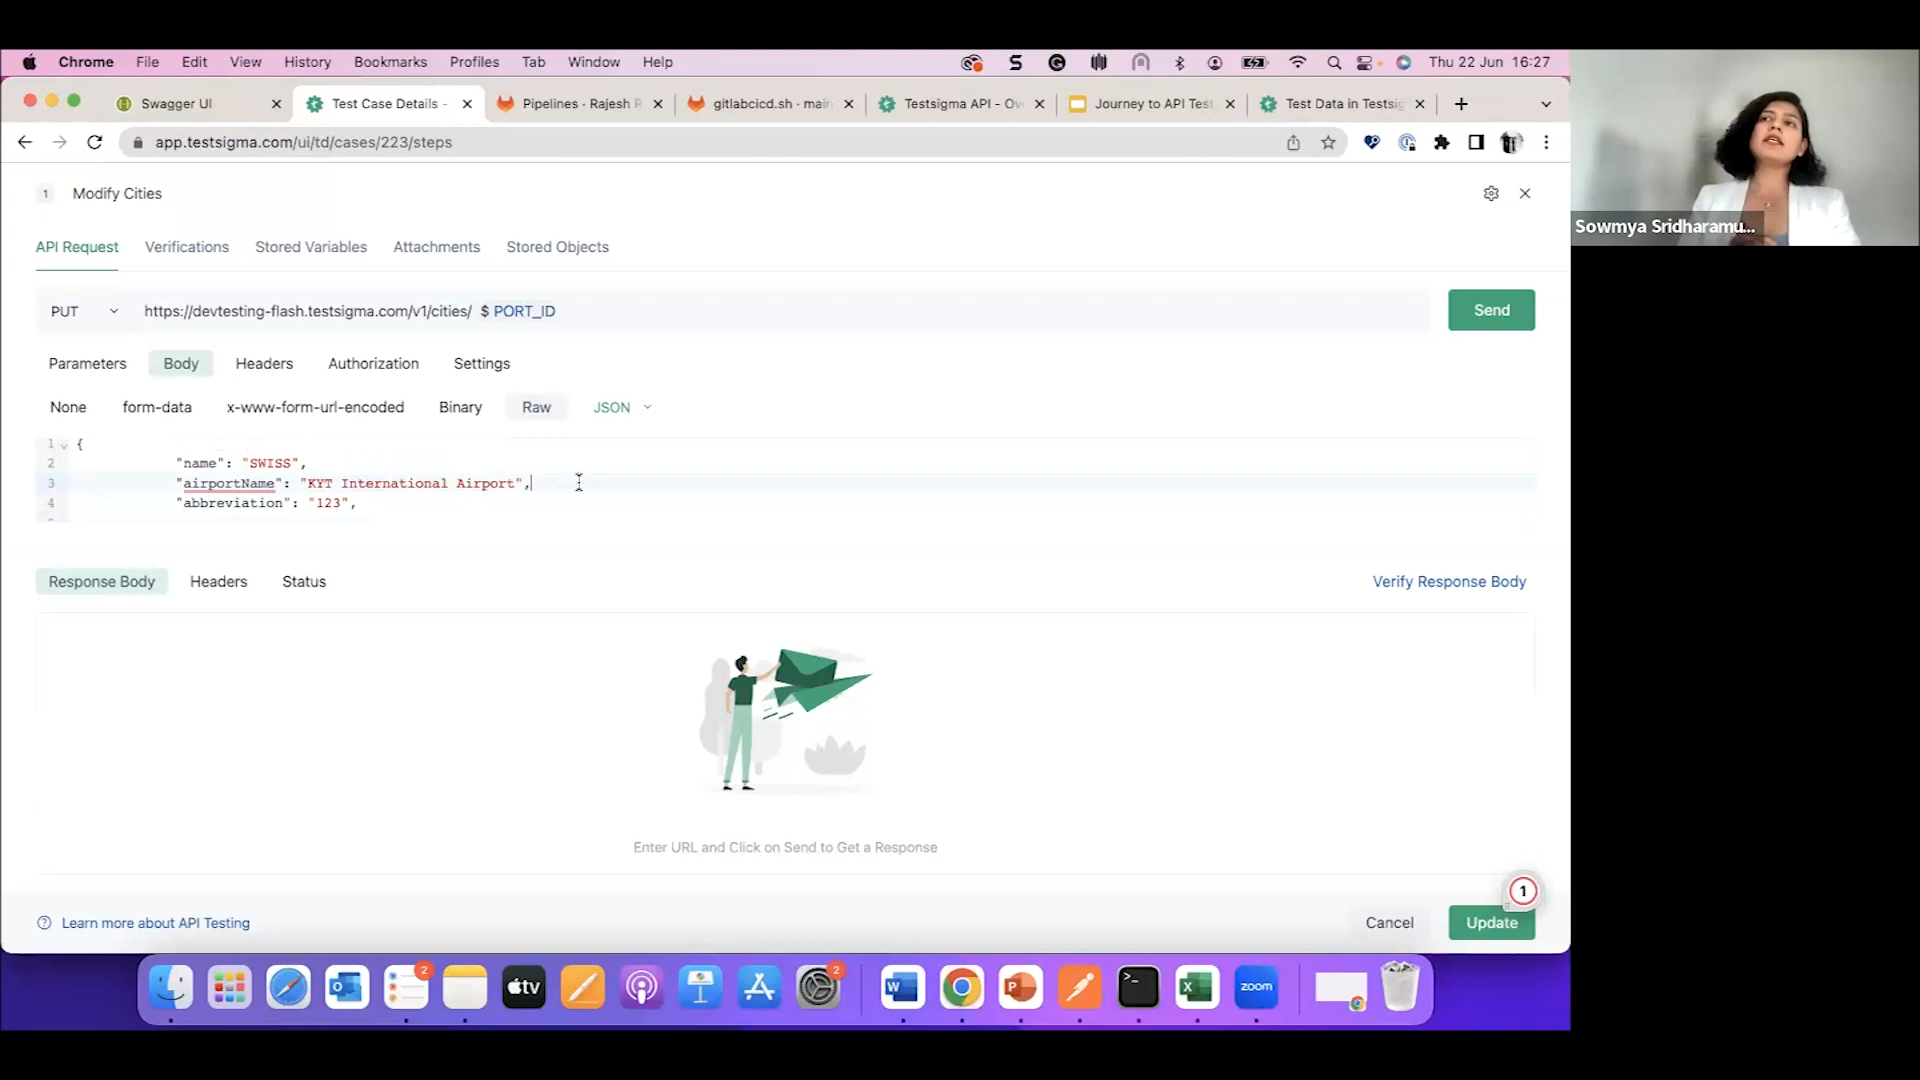 Chrome File Edit View History Bookmarks Profiles Tab Window Help Thu 22 Jun 16:27
Swagger UI Test Case Details - Pipelines · Rajesh R gitlabcicd.sh · main Testsigma API - Ov Journey to API Test Test Data in Testsig
app.testsigma.com/ui/td/cases/223/steps
Sowmya Sridharamu...
1 Modify Cities
API Request Verifications Stored Variables Attachments Stored Objects
PUT https://devtesting-flash.testsigma.com/v1/cities/ $ PORT_ID Send
Parameters Body Headers Authorization Settings
None form-data x-www-form-url-encoded Binary Raw JSON
1 {
2 "name": "SWISS",
3 "airportName": "KYT International Airport",
4 "abbreviation": "123",
Response Body Headers Status Verify Response Body
Enter URL and Click on Send to Get a Response
1
Learn more about API Testing Cancel Update
2 tv 2 W P >_ X zoom